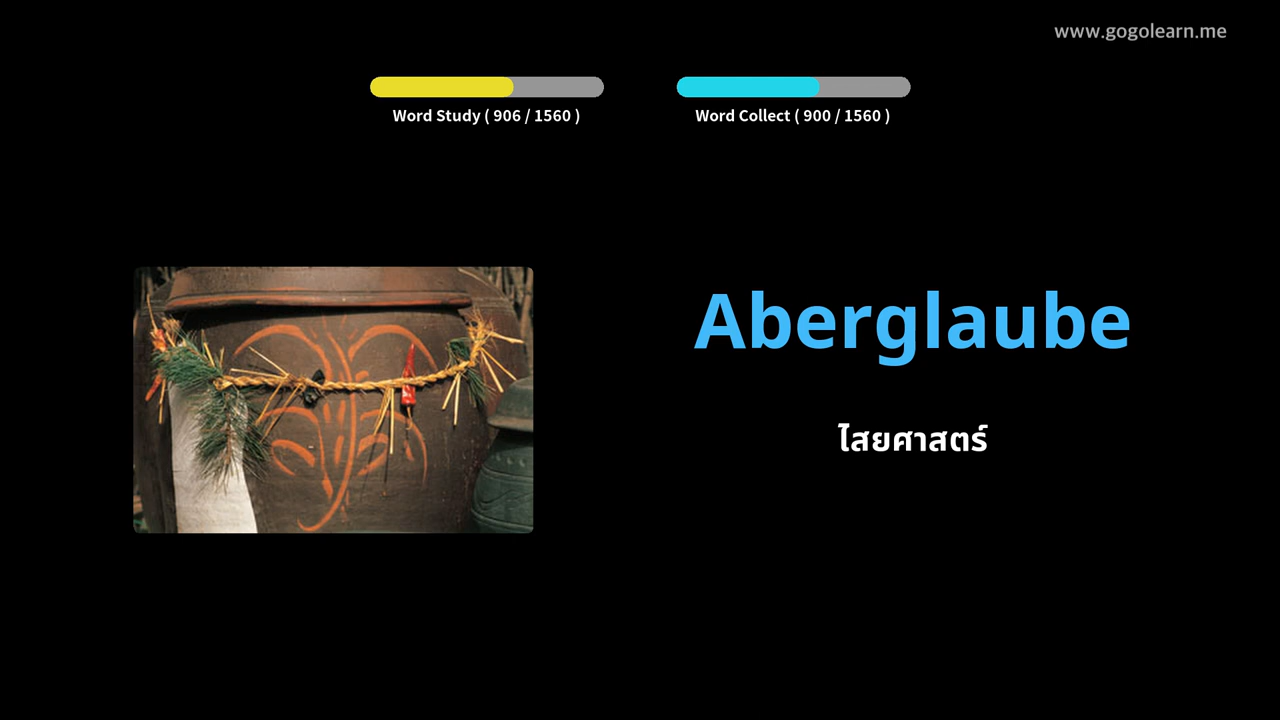 www.gogolearn.me
Word Study ( 906 / 1560 )
Word Collect ( 900 / 1560 )
Aberglaube
ไสยศาสตร์